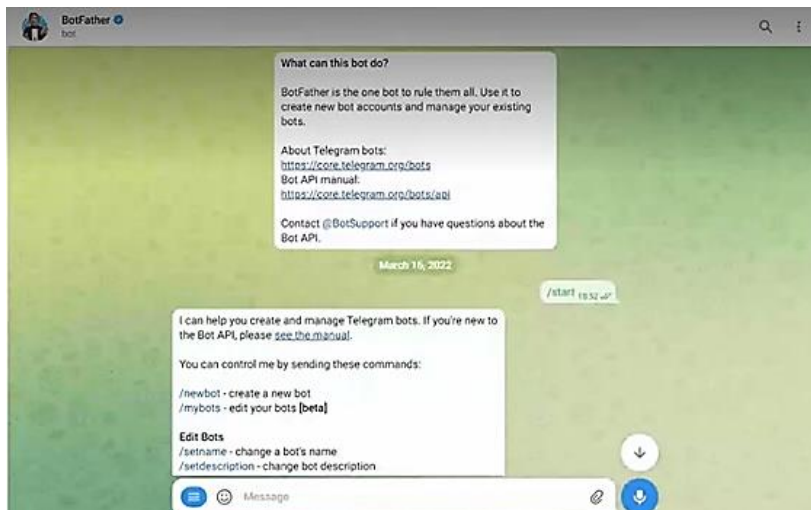 BotFather
bot
What can this bot do?
BotFather is the one bot to rule them all. Use it to
create new bot accounts and manage your existing
bots.
About Telegram bots:
https://core.telegram.org/bots
Bot API manual:
https://core.telegram.org/bots/api
Contact @BotSupport if you have questions about the
Bot API.
March 16, 2022
/start 18:52
I can help you create and manage Telegram bots. If you're new to
the Bot API, please see the manual.
You can control me by sending these commands:
/newbot - create a new bot
/mybots - edit your bots [beta]
Edit Bots
/setname - change a bot's name
/setdescription - change bot description
Message